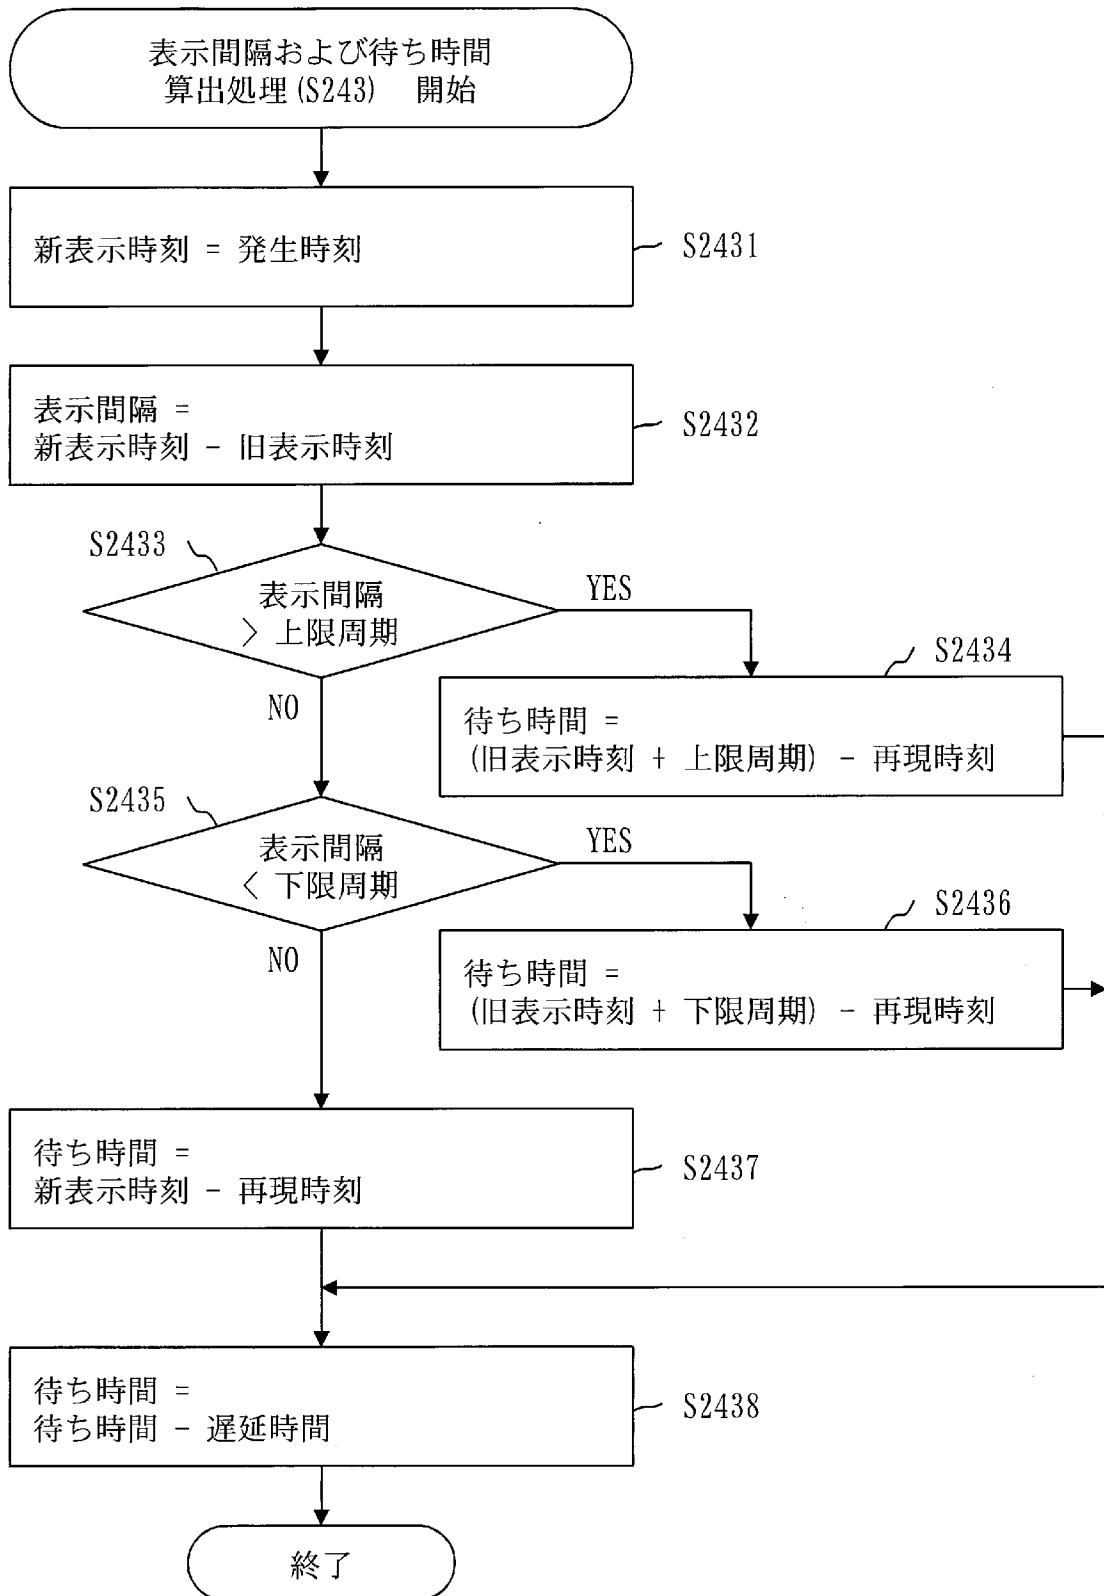 表示間隔および待ち時間
算出処理(S243) 開始
新表示時刻 = 発生時刻
S2431
表示間隔 =
新表示時刻 - 旧表示時刻
S2432
S2433
表示間隔
> 上限周期
YES
NO
S2434
待ち時間 =
(旧表示時刻 + 上限周期) - 再現時刻
S2435
表示間隔
< 下限周期
YES
NO
S2436
待ち時間 =
(旧表示時刻 + 下限周期) - 再現時刻
待ち時間 =
新表示時刻 - 再現時刻
S2437
待ち時間 =
待ち時間 - 遅延時間
S2438
終了